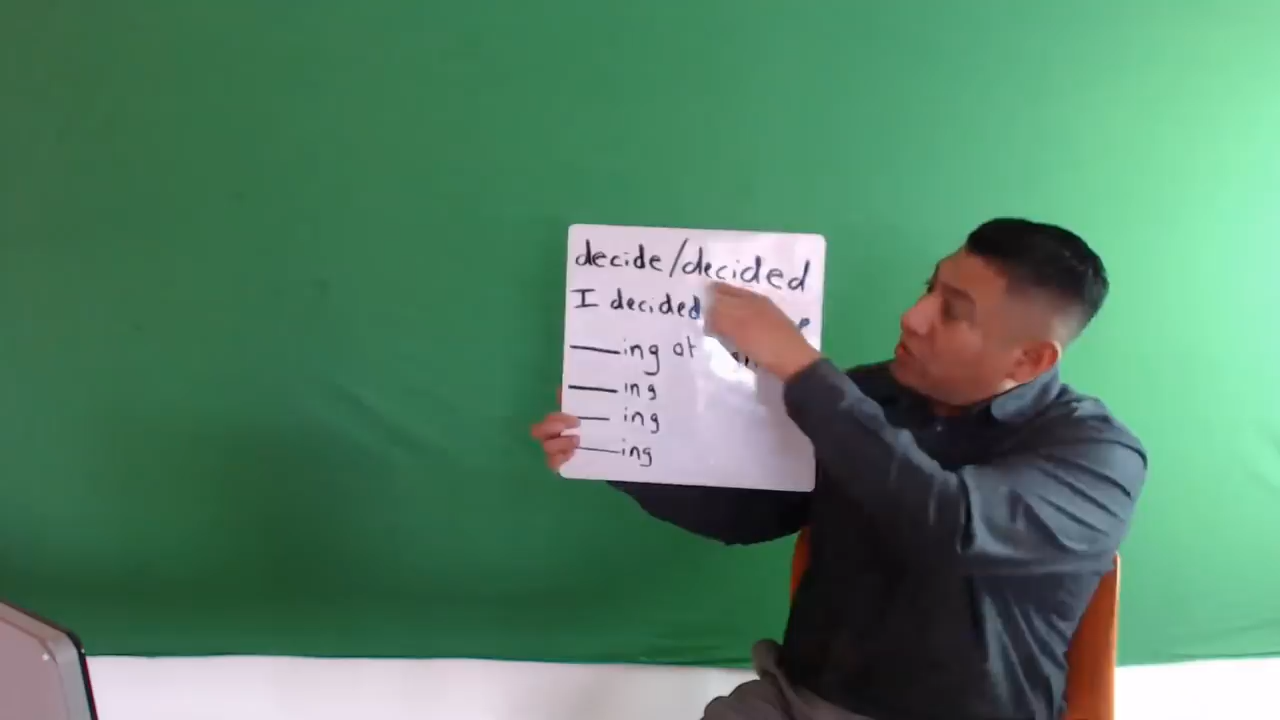 decide/decided
I decided
ing at
ing
ing
ing